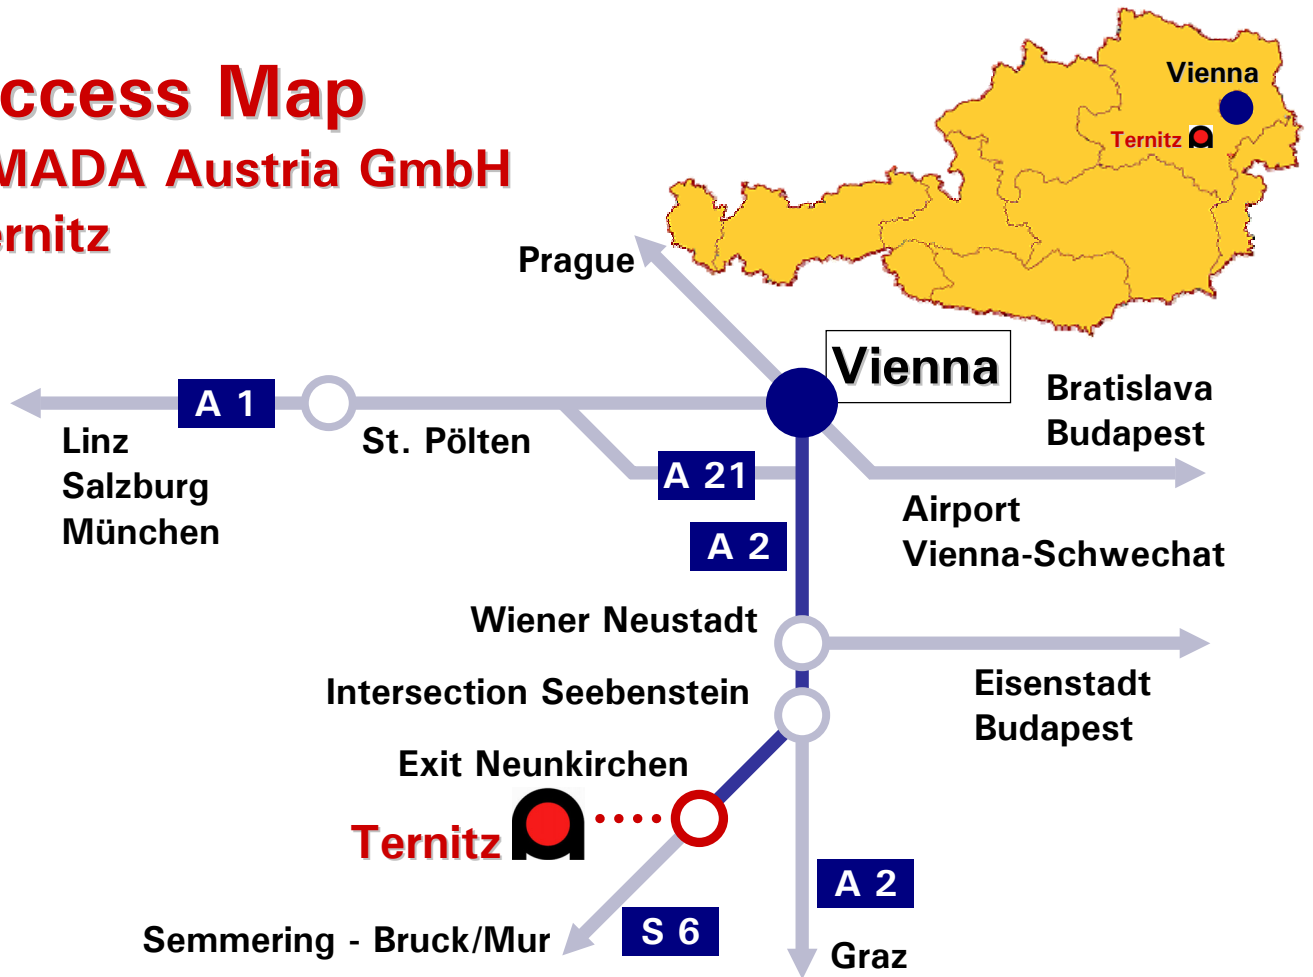 ccess Map
MADA Austria GmbH
ernitz
Vienna
Ternitz
Prague
Vienna
Bratislava
Budapest
A 1
Linz
Salzburg
München
St. Pölten
A 21
Airport
Vienna-Schwechat
A 2
Wiener Neustadt
Intersection Seebenstein
Eisenstadt
Budapest
Exit Neunkirchen
Ternitz
A 2
S 6
Semmering - Bruck/Mur
Graz